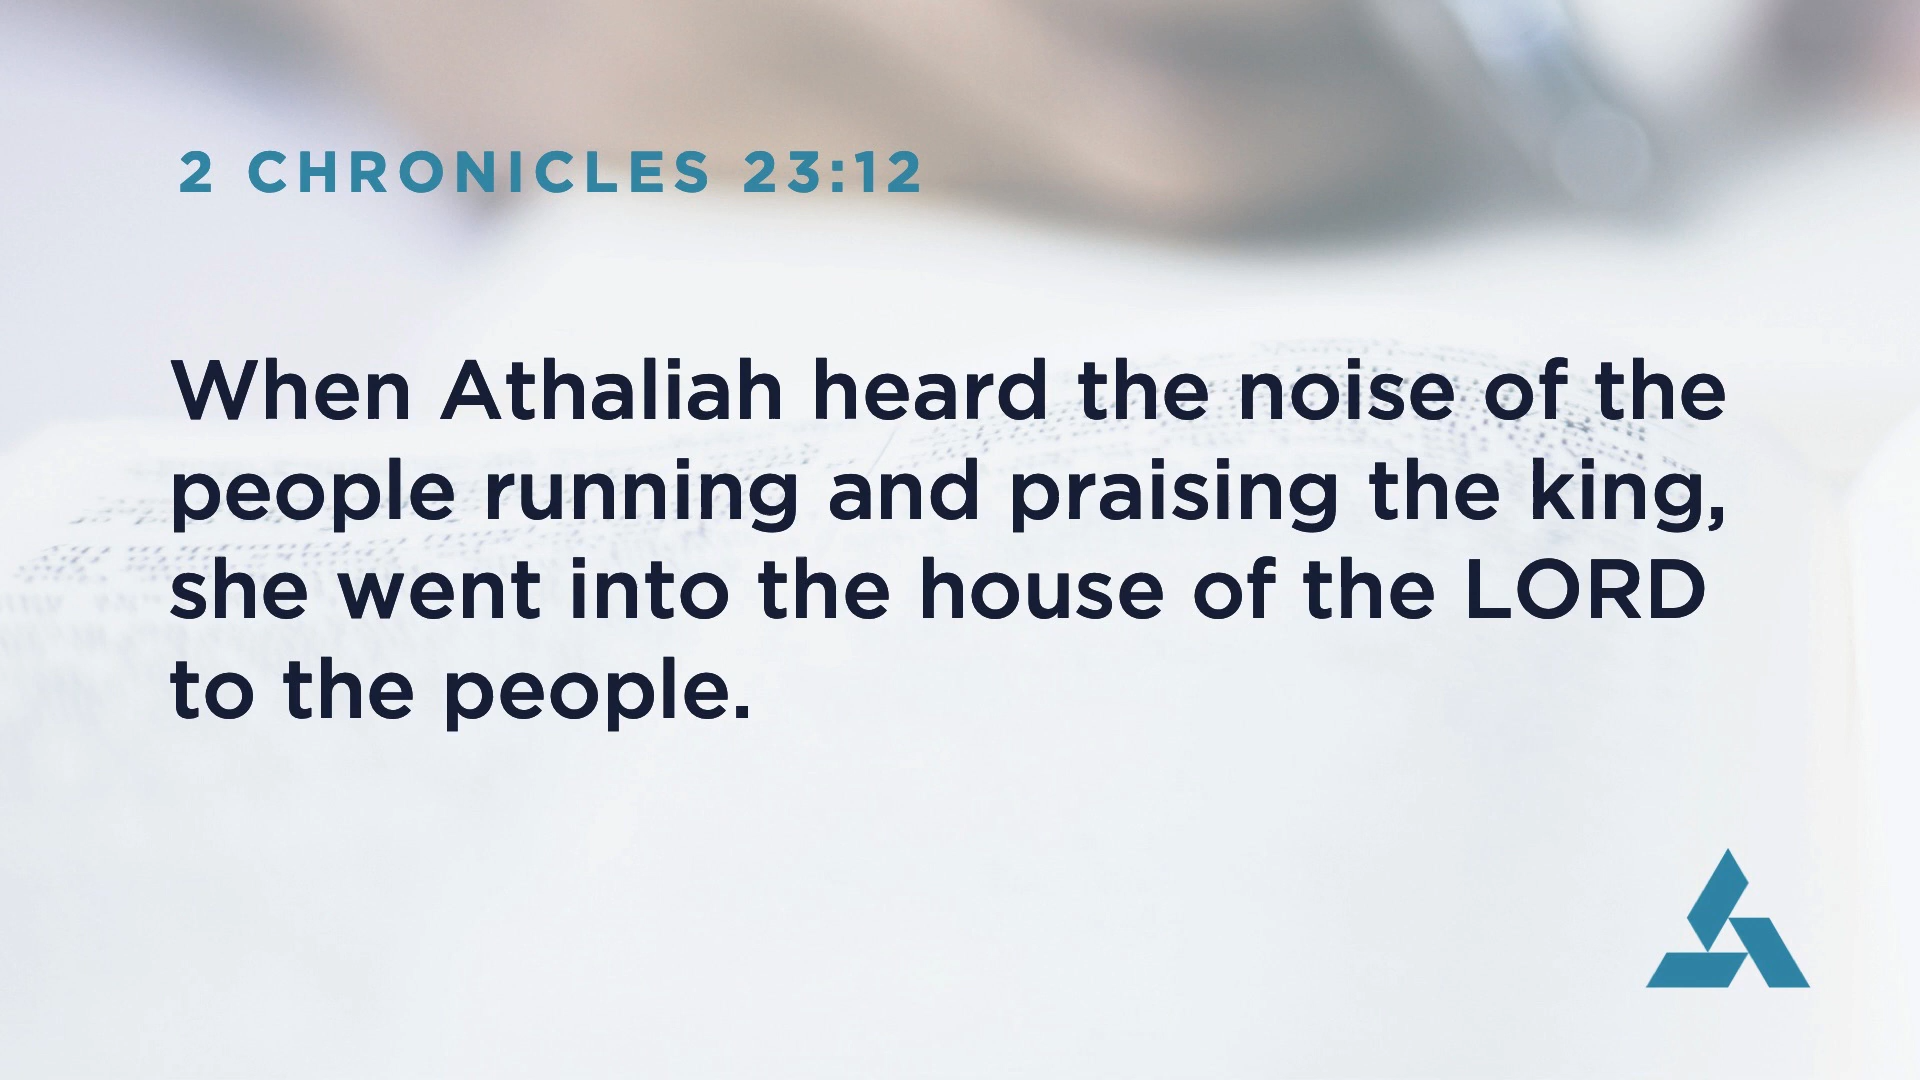 2 CHRONICLES 23:12
When Athaliah heard the noise of the
people running and praising the king,
she went into the house of the LORD
to the people.